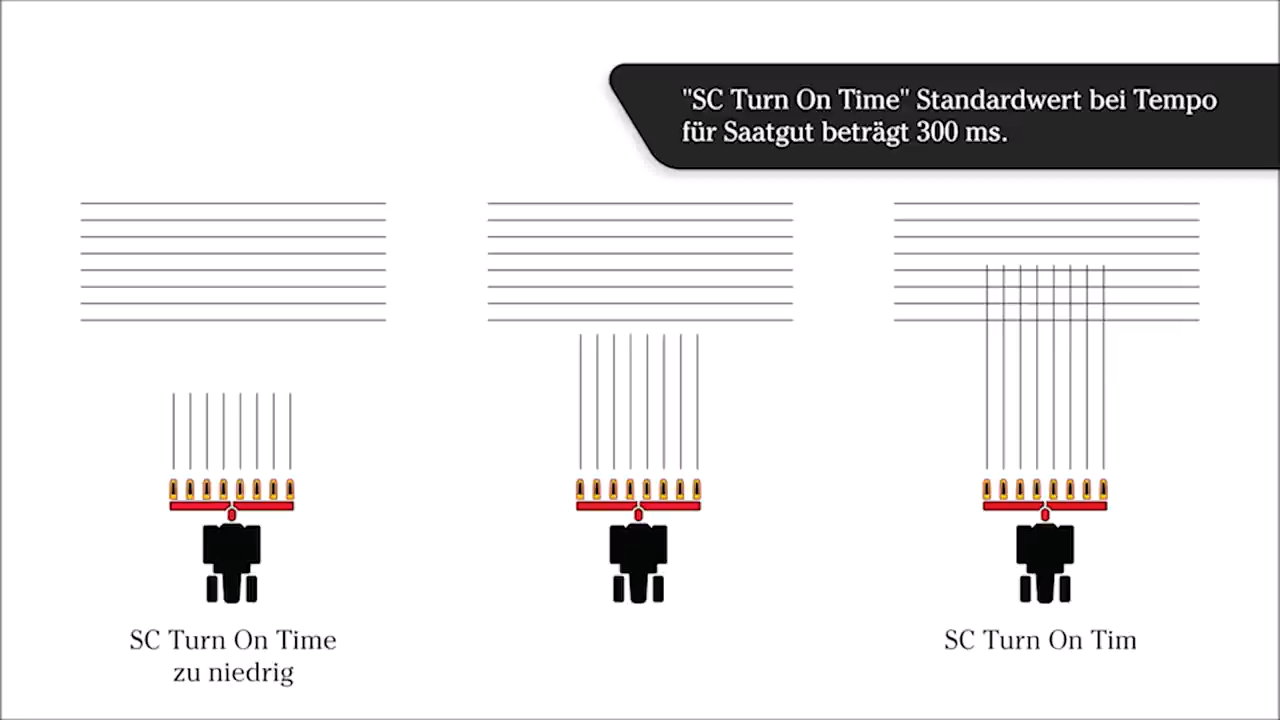 "SC Turn On Time" Standardwert bei Tempo
für Saatgut beträgt 300 ms.
SC Turn On Time
zu niedrig
SC Turn On Tim